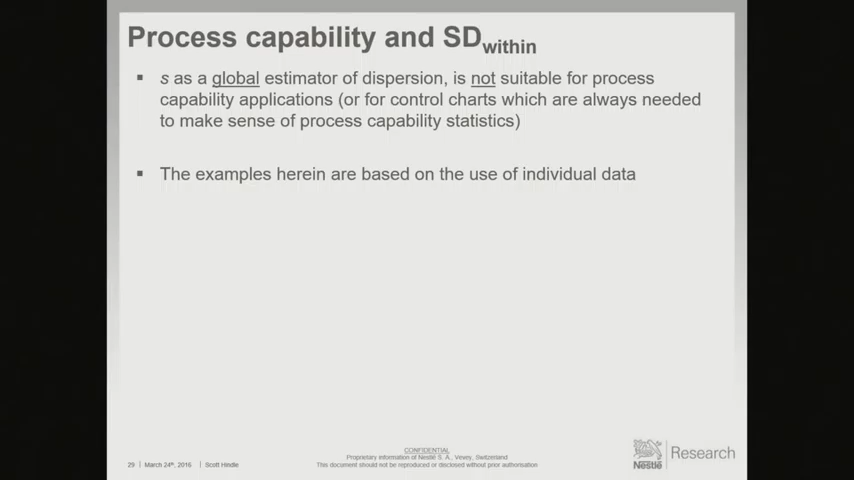 Process capability and SDwithin
▪ s as a global estimator of dispersion, is not suitable for process
capability applications (or for control charts which are always needed
to make sense of process capability statistics)
▪ The examples herein are based on the use of individual data
CONFIDENTIAL
Proprietary information of Nestlé S. A., Vevey, Switzerland
This document should not be reproduced or disclosed without prior authorisation
29 | March 24th, 2016 | Scott Hindle
Nestlé Research